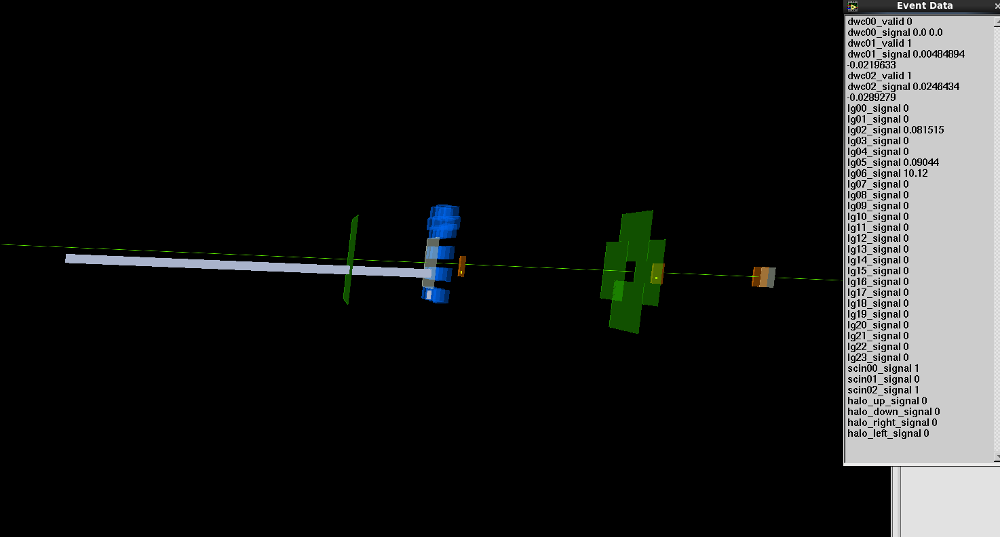 Event Data
dwc00_valid 0
dwc00_signal 0.0 0.0
dwc01_valid 1
dwc01_signal 0.00484894
-0.0219633
dwc02_valid 1
dwc02_signal 0.0246434
-0.0289279
lg00_signal 0
lg01_signal 0
lg02_signal 0.081515
lg03_signal 0
lg04_signal 0
lg05_signal 0.09044
lg06_signal 10.12
lg07_signal 0
lg08_signal 0
lg09_signal 0
lg10_signal 0
lg11_signal 0
lg12_signal 0
lg13_signal 0
lg14_signal 0
lg15_signal 0
lg16_signal 0
lg17_signal 0
lg18_signal 0
lg19_signal 0
lg20_signal 0
lg21_signal 0
lg22_signal 0
lg23_signal 0
scin00_signal 1
scin01_signal 0
scin02_signal 1
halo_up_signal 0
halo_down_signal 0
halo_right_signal 0
halo_left_signal 0